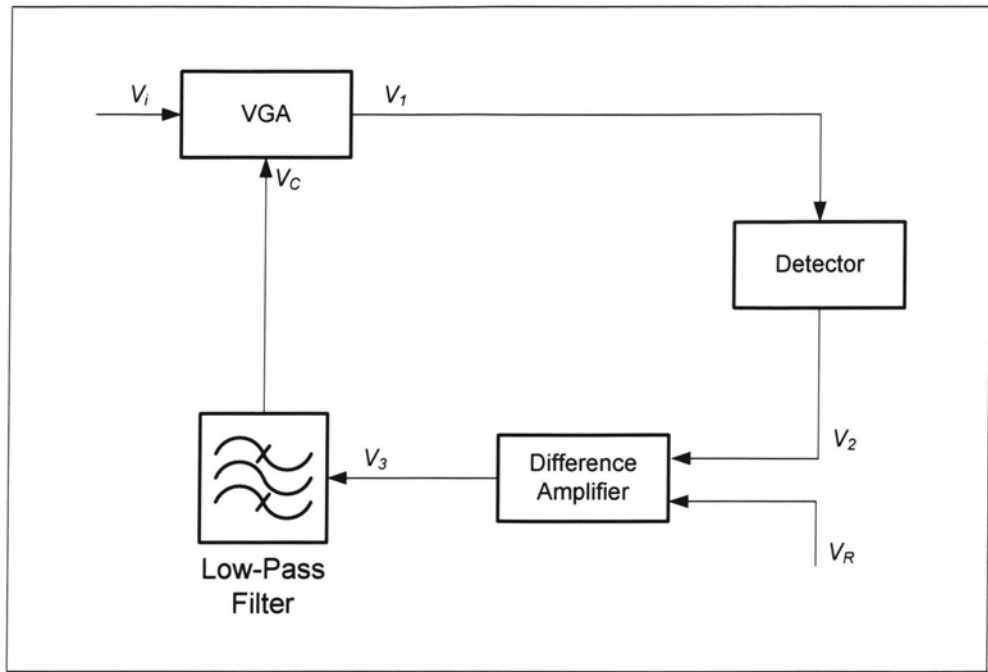 Vi
VGA
V1
VC
Detector
V2
Difference
Amplifier
V3
VR
Low-Pass
Filter